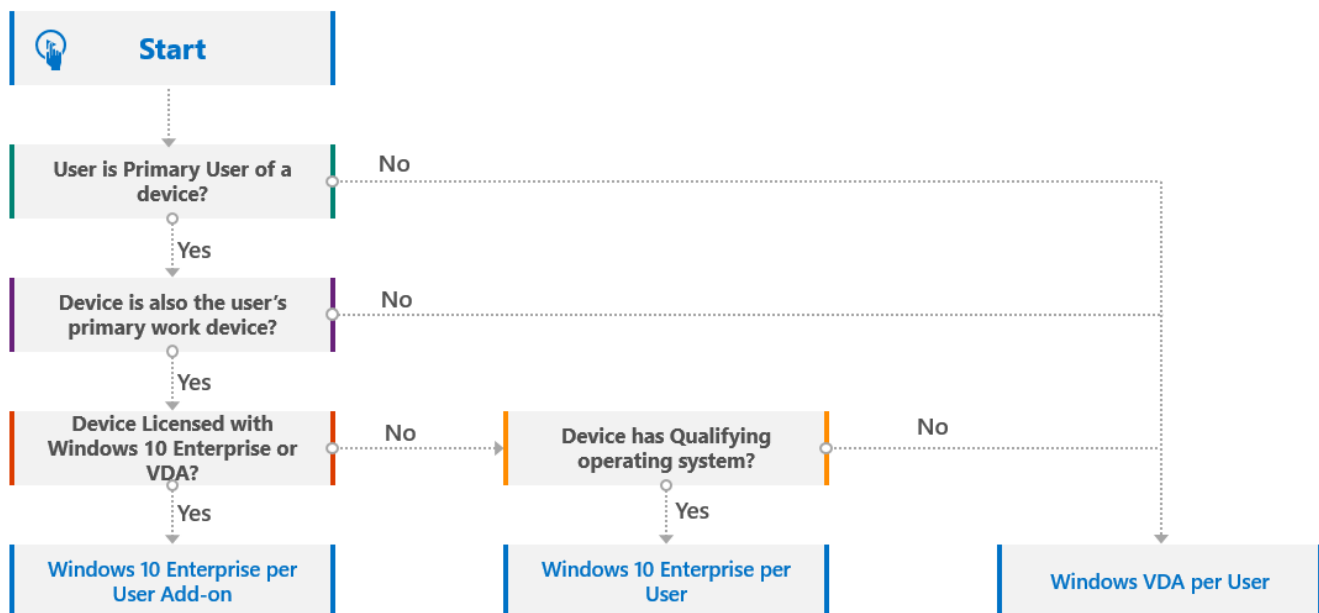 Start
User is Primary User of a
device?
No
Yes
Device is also the user's
primary work device?
No
Yes
Device Licensed with
Windows 10 Enterprise or
VDA?
No
Device has Qualifying
operating system?
No
Yes
Yes
Windows 10 Enterprise per
User Add-on
Windows 10 Enterprise per
User
Windows VDA per User